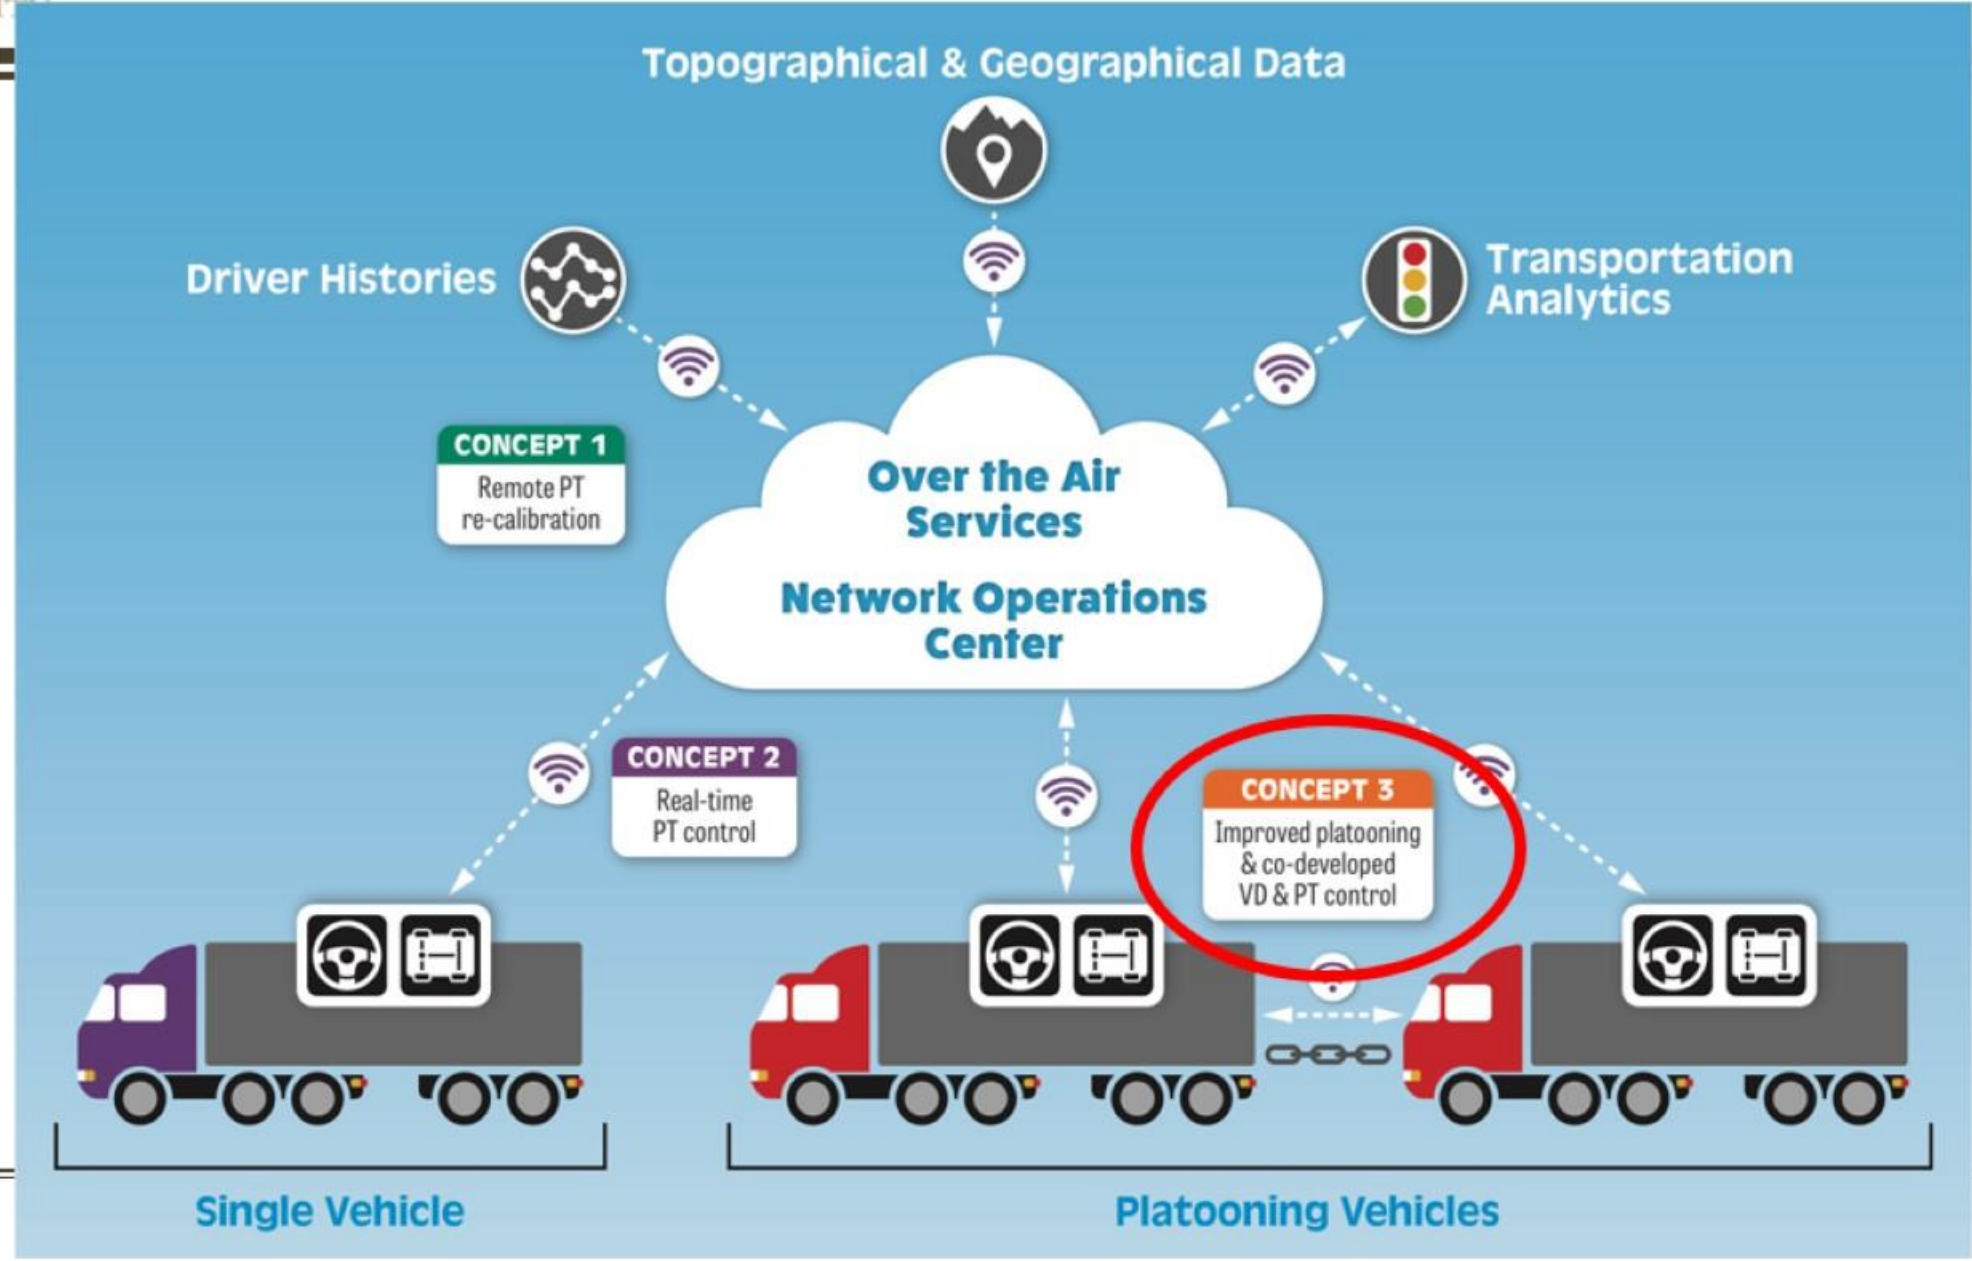 Topographical & Geographical Data
Driver Histories
Transportation
Analytics
CONCEPT 1
Remote PT
re-calibration
Over the Air
Services
Network Operations
Center
CONCEPT 2
Real-time
PT control
CONCEPT 3
Improved platooning
& co-developed
VD & PT control
Single Vehicle
Platooning Vehicles